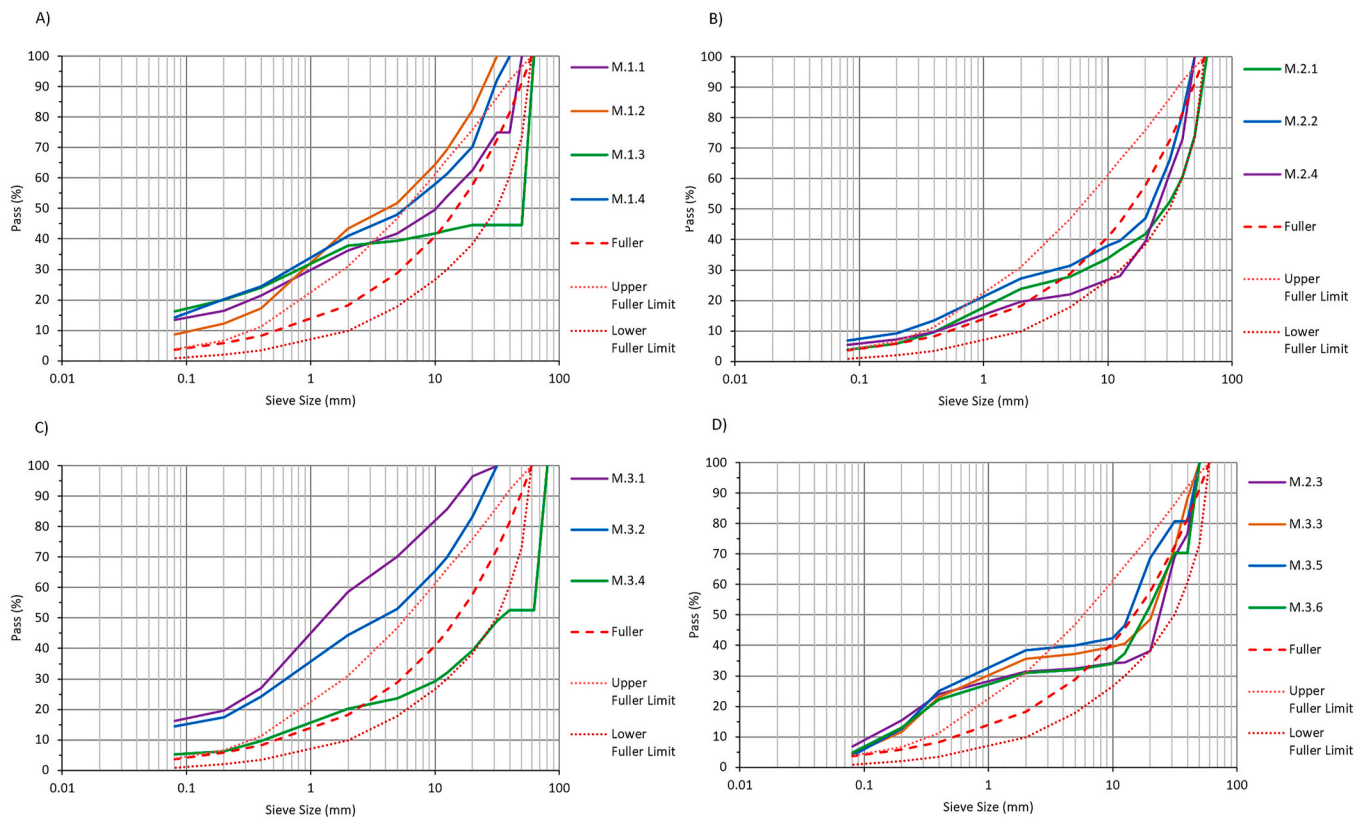 A)
100
90
80
70
60
50
40
30
20
10
0
Pass (%)
0.01
0.1
1
10
100
Sieve Size (mm)
M.1.1
M.1.2
M.1.3
M.1.4
Fuller
Upper
Fuller Limit
Lower
Fuller Limit
B)
100
90
80
70
60
50
40
30
20
10
0
Pass (%)
0.01
0.1
1
10
100
Sieve Size (mm)
M.2.1
M.2.2
M.2.4
Fuller
Upper
Fuller Limit
Lower
Fuller Limit
C)
100
90
80
70
60
50
40
30
20
10
0
Pass (%)
0.01
0.1
1
10
100
Sieve Size (mm)
M.3.1
M.3.2
M.3.4
Fuller
Upper
Fuller Limit
Lower
Fuller Limit
D)
100
90
80
70
60
50
40
30
20
10
0
Pass (%)
0.01
0.1
1
10
100
Sieve Size (mm)
M.2.3
M.3.3
M.3.5
M.3.6
Fuller
Upper
Fuller Limit
Lower
Fuller Limit